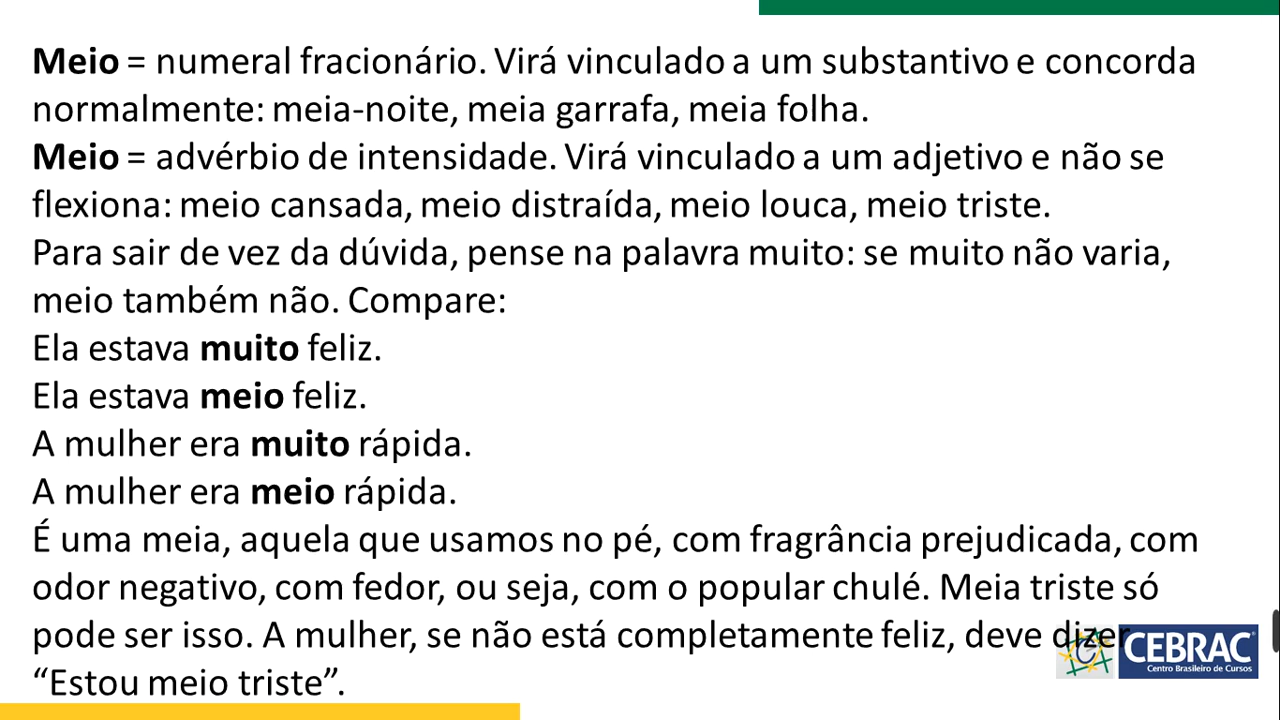 Meio = numeral fracionário. Virá vinculado a um substantivo e concorda
normalmente: meia-noite, meia garrafa, meia folha.
Meio = advérbio de intensidade. Virá vinculado a um adjetivo e não se
flexiona: meio cansada, meio distraída, meio louca, meio triste.
Para sair de vez da dúvida, pense na palavra muito: se muito não varia,
meio também não. Compare:
Ela estava muito feliz.
Ela estava meio feliz.
A mulher era muito rápida.
A mulher era meio rápida.
É uma meia, aquela que usamos no pé, com fragrância prejudicada, com
odor negativo, com fedor, ou seja, com o popular chulé. Meia triste só
pode ser isso. A mulher, se não está completamente feliz, deve dizer
“Estou meio triste”.
CEBRAC
Centro Brasileiro de Cursos